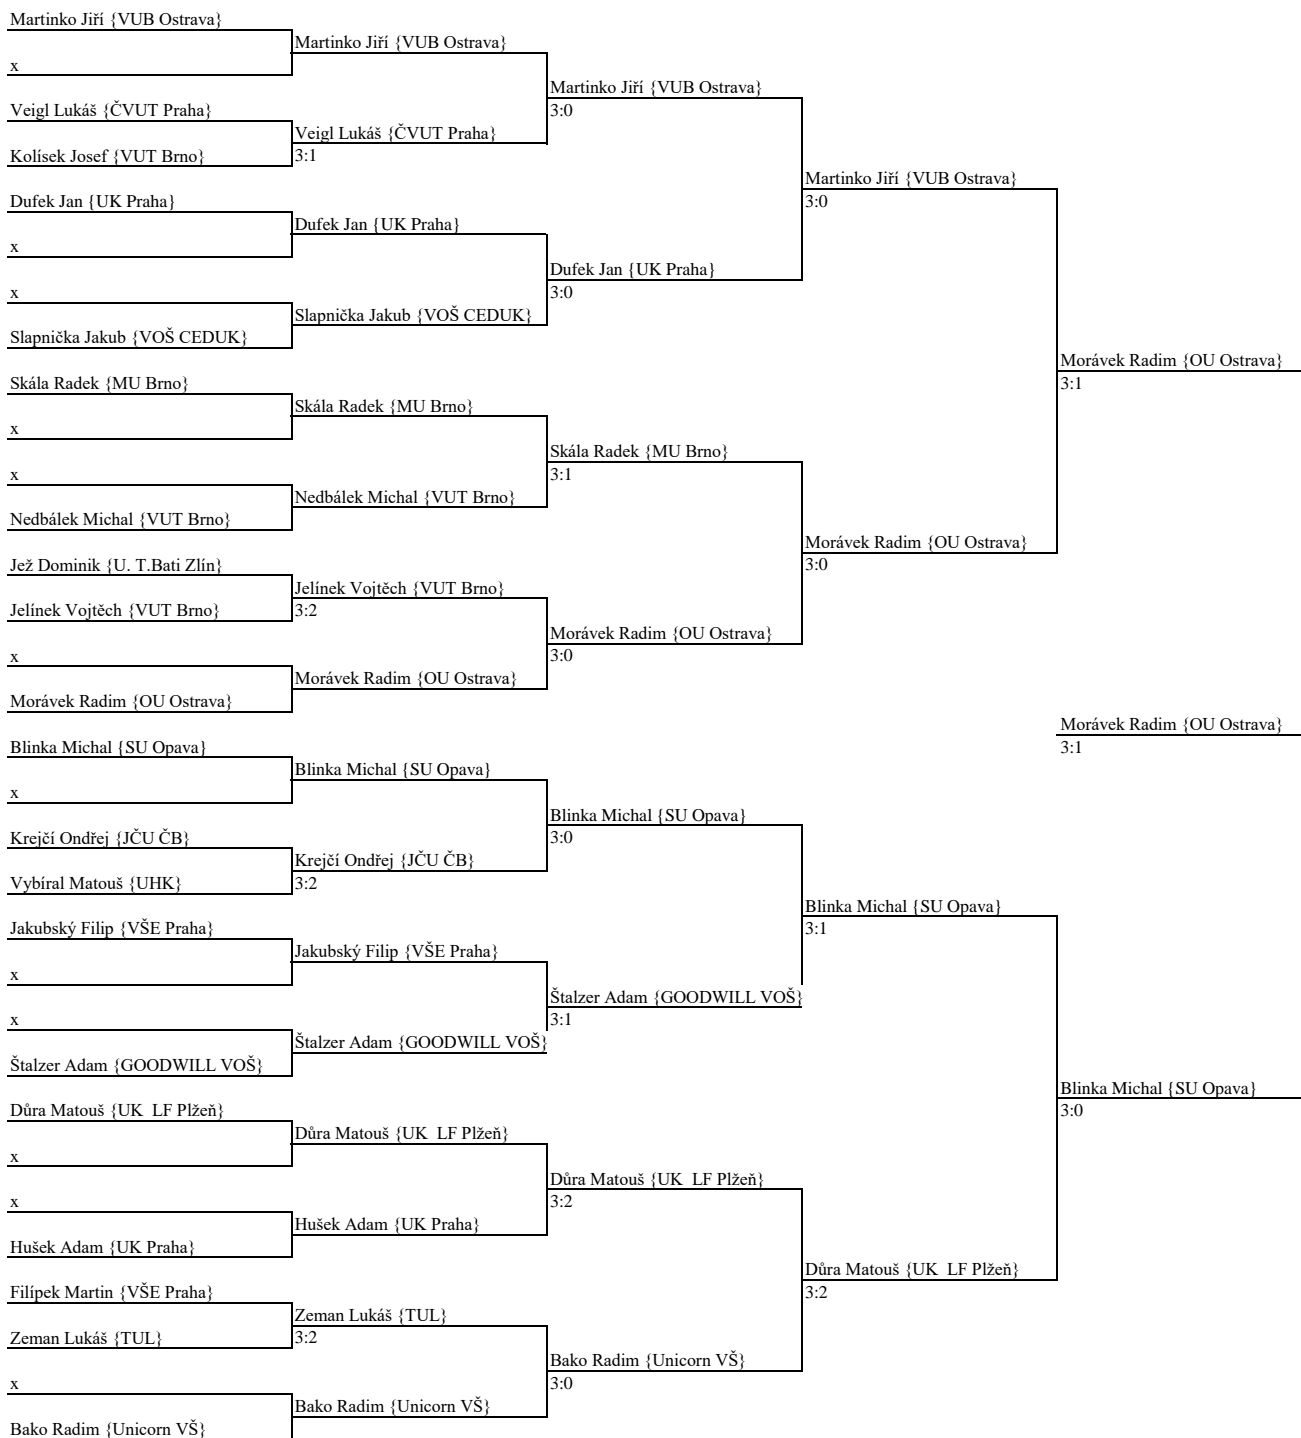 Martinko Jiří {VUB Ostrava}
x
Veigl Lukáš {ČVUT Praha}
Kolísek Josef {VUT Brno}
Dufek Jan {UK Praha}
x
x
Slapnička Jakub {VOŠ CEDUK}
Skála Radek {MU Brno}
x
x
Nedbálek Michal {VUT Brno}
Jež Dominik {U. T.Bati Zlín}
Jelínek Vojtěch {VUT Brno}
x
Morávek Radim {OU Ostrava}
Blinka Michal {SU Opava}
x
Krejčí Ondřej {JČU ČB}
Vybíral Matouš {UHK}
Jakubský Filip {VŠE Praha}
x
x
Štalzer Adam {GOODWILL VOŠ}
Důra Matouš {UK  LF Plžeň}
x
x
Hušek Adam {UK Praha}
Filípek Martin {VŠE Praha}
Zeman Lukáš {TUL}
x
Bako Radim {Unicorn VŠ}
Martinko Jiří {VUB Ostrava}
Veigl Lukáš {ČVUT Praha}
3:1
Dufek Jan {UK Praha}
Slapnička Jakub {VOŠ CEDUK}
Skála Radek {MU Brno}
Nedbálek Michal {VUT Brno}
Jelínek Vojtěch {VUT Brno}
3:2
Morávek Radim {OU Ostrava}
Blinka Michal {SU Opava}
Krejčí Ondřej {JČU ČB}
3:2
Jakubský Filip {VŠE Praha}
Štalzer Adam {GOODWILL VOŠ}
Důra Matouš {UK  LF Plžeň}
Hušek Adam {UK Praha}
Zeman Lukáš {TUL}
3:2
Bako Radim {Unicorn VŠ}
Martinko Jiří {VUB Ostrava}
3:0
Dufek Jan {UK Praha}
3:0
Skála Radek {MU Brno}
3:1
Morávek Radim {OU Ostrava}
3:0
Blinka Michal {SU Opava}
3:0
Štalzer Adam {GOODWILL VOŠ}
3:1
Důra Matouš {UK  LF Plžeň}
3:2
Bako Radim {Unicorn VŠ}
3:0
Martinko Jiří {VUB Ostrava}
3:0
Morávek Radim {OU Ostrava}
3:0
Blinka Michal {SU Opava}
3:1
Důra Matouš {UK  LF Plžeň}
3:2
Morávek Radim {OU Ostrava}
3:1
Morávek Radim {OU Ostrava}
3:1
Blinka Michal {SU Opava}
3:0